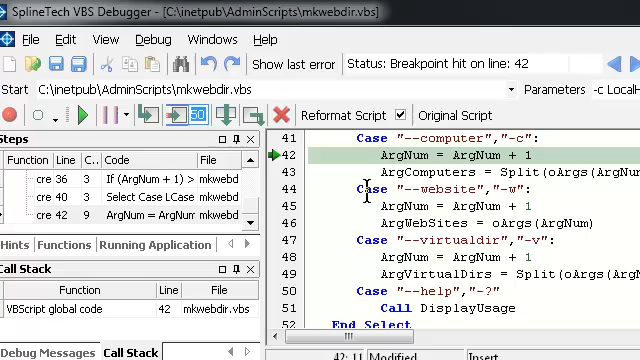 SplineTech VBS Debugger - [C:\inetpub\AdminScripts\mkwebdir.vbs]
File View Debug Windows Help
Show last error Status: Breakpoint hit on line: 42
Start C:\inetpub\AdminScripts\mkwebdir.vbs Parameters -c LocalH
Reformat Script Original Script
Steps
Function Line C... Code File
cre 36 3 If (ArgNum + 1) > mkwebd
cre 40 3 Select Case LCase mkwebd
cre 42 9 ArgNum = ArgNum mkwebd
Hints Functions Running Application
Call Stack
Function Line File
VBScript global code 42 mkwebdir.vbs
Debug Messages Call Stack
41 Case "--computer","-c":
42 ArgNum = ArgNum + 1
43 ArgComputers = Split(oArgs(ArgNum
44 Case "--website","-w":
45 ArgNum = ArgNum + 1
46 ArgWebSites = oArgs(ArgNum)
47 Case "--virtualdir","-v":
48 ArgNum = ArgNum + 1
49 ArgVirtualDirs = Split(oArgs(Arg
50 Case "--help","-?"
51 Call DisplayUsage
52 End Select
42: 11 Modified Insert